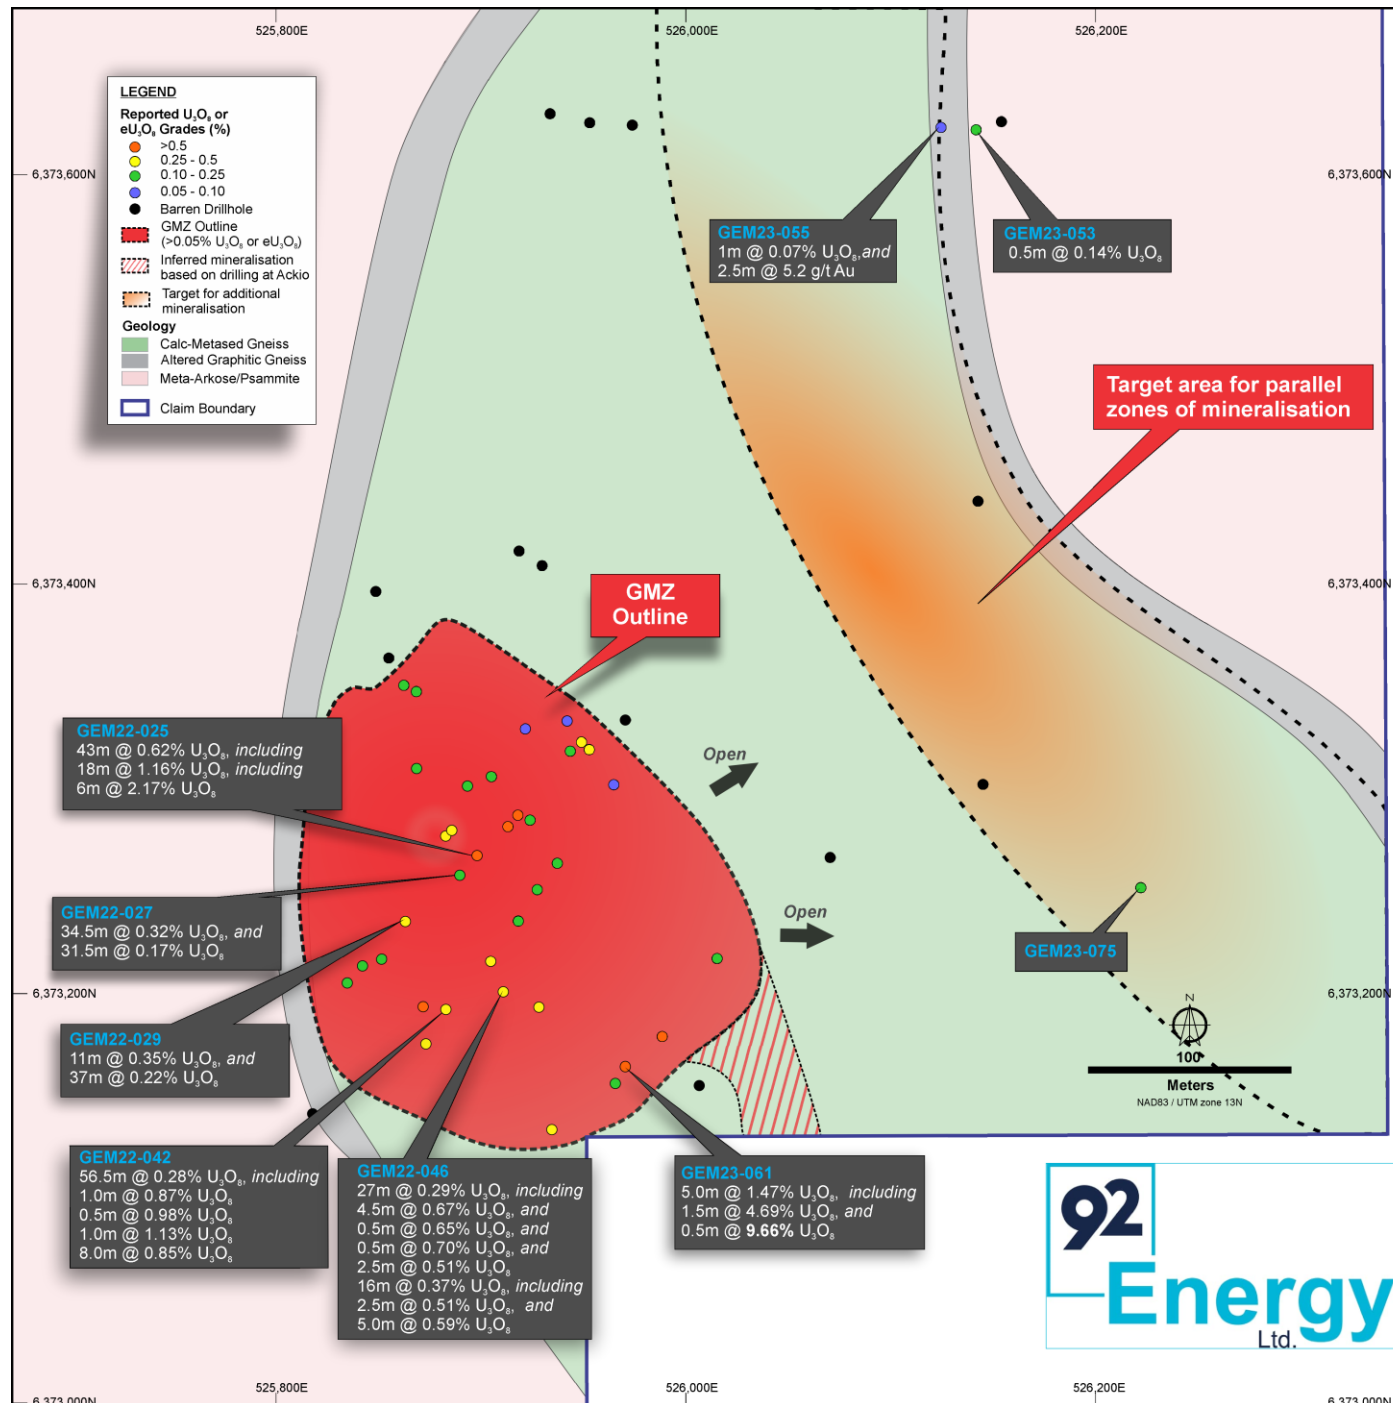 525,800E
526,000E
526,200E
LEGEND
Reported U₃O₈ or
eU₃O₈ Grades (%)
>0.5
0.25 - 0.5
0.10 - 0.25
0.05 - 0.10
Barren Drillhole
GMZ Outline
(>0.05% U₃O₈ or eU₃O₈)
Inferred mineralisation
based on drilling at Ackio
Target for additional
mineralisation
Geology
Calc-Metased Gneiss
Altered Graphitic Gneiss
Meta-Arkose/Psammite
Claim Boundary
6,373,600N
6,373,600N
GEM23-055
1m @ 0.07% U₃O₈,and
2.5m @ 5.2 g/t Au
GEM23-053
0.5m @ 0.14% U₃O₈
Target area for parallel
zones of mineralisation
6,373,400N
6,373,400N
GMZ
Outline
GEM22-025
43m @ 0.62% U₃O₈, including
18m @ 1.16% U₃O₈, including
6m @ 2.17% U₃O₈
Open
GEM22-027
34.5m @ 0.32% U₃O₈, and
31.5m @ 0.17% U₃O₈
Open
GEM23-075
6,373,200N
6,373,200N
GEM22-029
11m @ 0.35% U₃O₈, and
37m @ 0.22% U₃O₈
N
100
Meters
NAD83 / UTM zone 13N
GEM22-042
56.5m @ 0.28% U₃O₈, including
1.0m @ 0.87% U₃O₈
0.5m @ 0.98% U₃O₈
1.0m @ 1.13% U₃O₈
8.0m @ 0.85% U₃O₈
GEM22-046
27m @ 0.29% U₃O₈, including
4.5m @ 0.67% U₃O₈, and
0.5m @ 0.65% U₃O₈, and
0.5m @ 0.70% U₃O₈, and
2.5m @ 0.51% U₃O₈
16m @ 0.37% U₃O₈, including
2.5m @ 0.51% U₃O₈, and
5.0m @ 0.59% U₃O₈
GEM23-061
5.0m @ 1.47% U₃O₈, including
1.5m @ 4.69% U₃O₈, and
0.5m @ 9.66% U₃O₈
92
Energy
Ltd.
525,800E
526,000E
526,200E
6,373,000N
6,373,000N